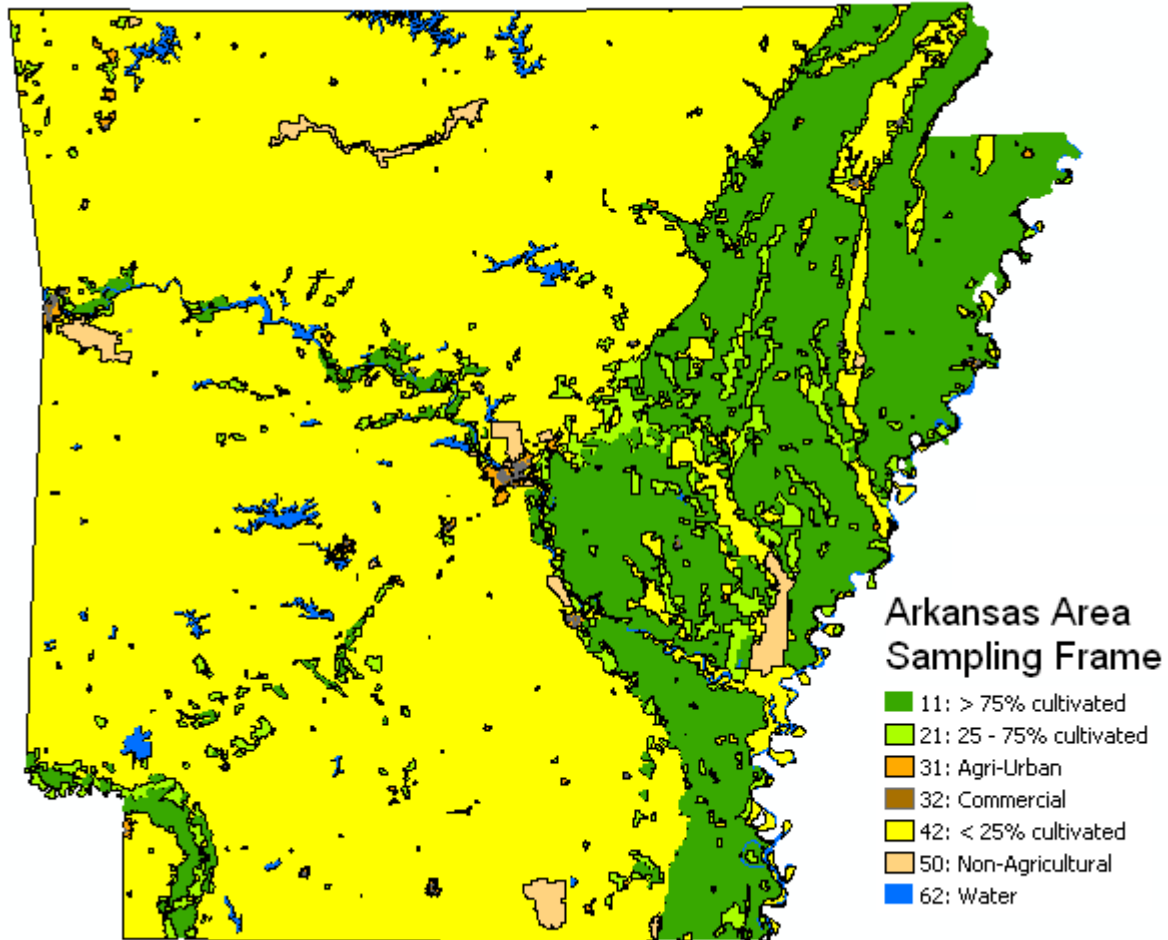 Arkansas Area
Sampling Frame
11: > 75% cultivated
21: 25 - 75% cultivated
31: Agri-Urban
32: Commercial
42: < 25% cultivated
50: Non-Agricultural
62: Water